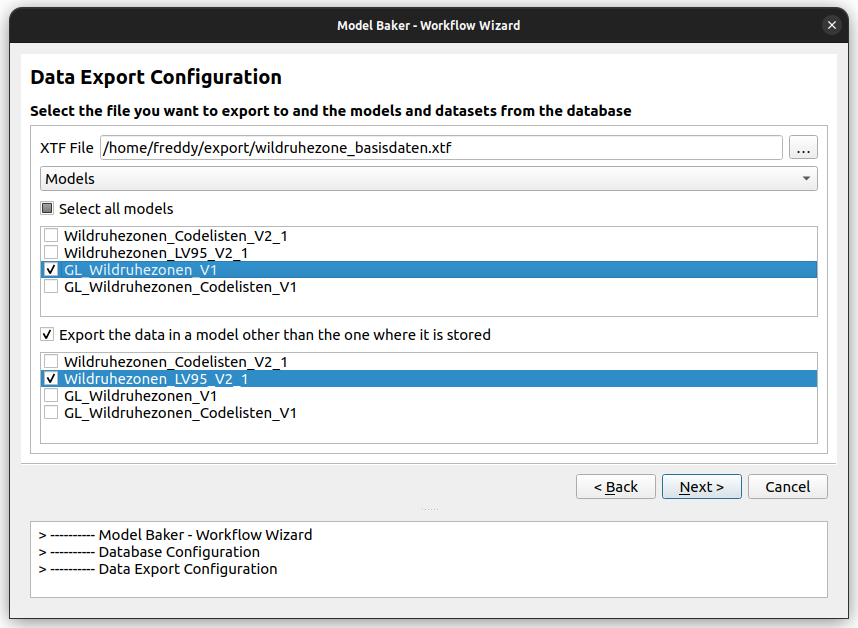 Model Baker - Workflow Wizard
Data Export Configuration
Select the file you want to export to and the models and datasets from the database
XTF File /home/freddy/export/wildruhezone_basisdaten.xtf ...
Models
Select all models
Wildruhezonen_Codelisten_V2_1
Wildruhezonen_LV95_V2_1
GL_Wildruhezonen_V1
GL_Wildruhezonen_Codelisten_V1
Export the data in a model other than the one where it is stored
Wildruhezonen_Codelisten_V2_1
Wildruhezonen_LV95_V2_1
GL_Wildruhezonen_V1
GL_Wildruhezonen_Codelisten_V1
< Back Next > Cancel
> ---------- Model Baker - Workflow Wizard
> ---------- Database Configuration
> ---------- Data Export Configuration